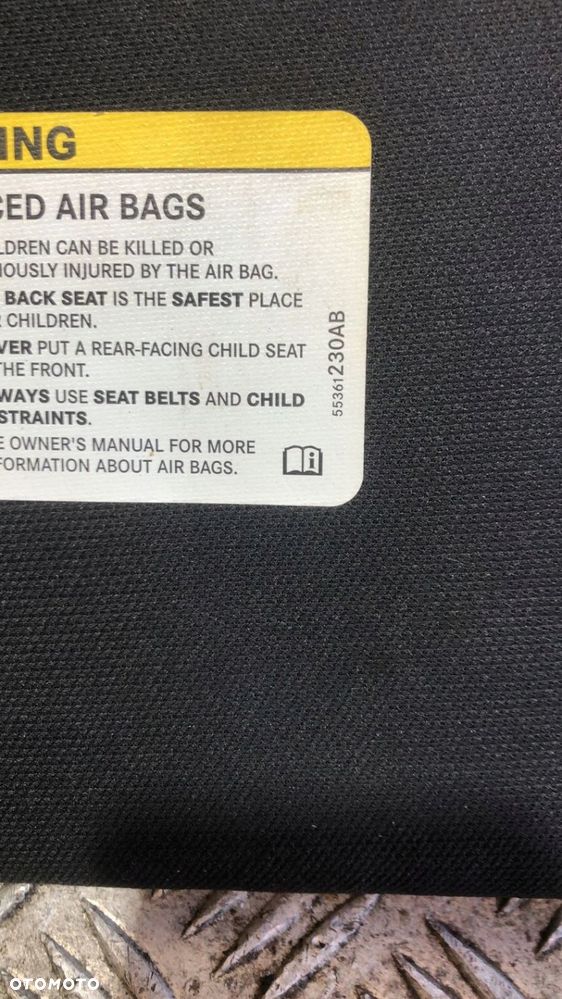 ING
CED AIR BAGS
LDREN CAN BE KILLED OR
IOUSLY INJURED BY THE AIR BAG.
BACK SEAT IS THE SAFEST PLACE
R CHILDREN.
VER PUT A REAR-FACING CHILD SEAT
THE FRONT.
WAYS USE SEAT BELTS AND CHILD
STRAINTS.
E OWNER'S MANUAL FOR MORE
FORMATION ABOUT AIR BAGS.
55361230AB
OTOMOTO